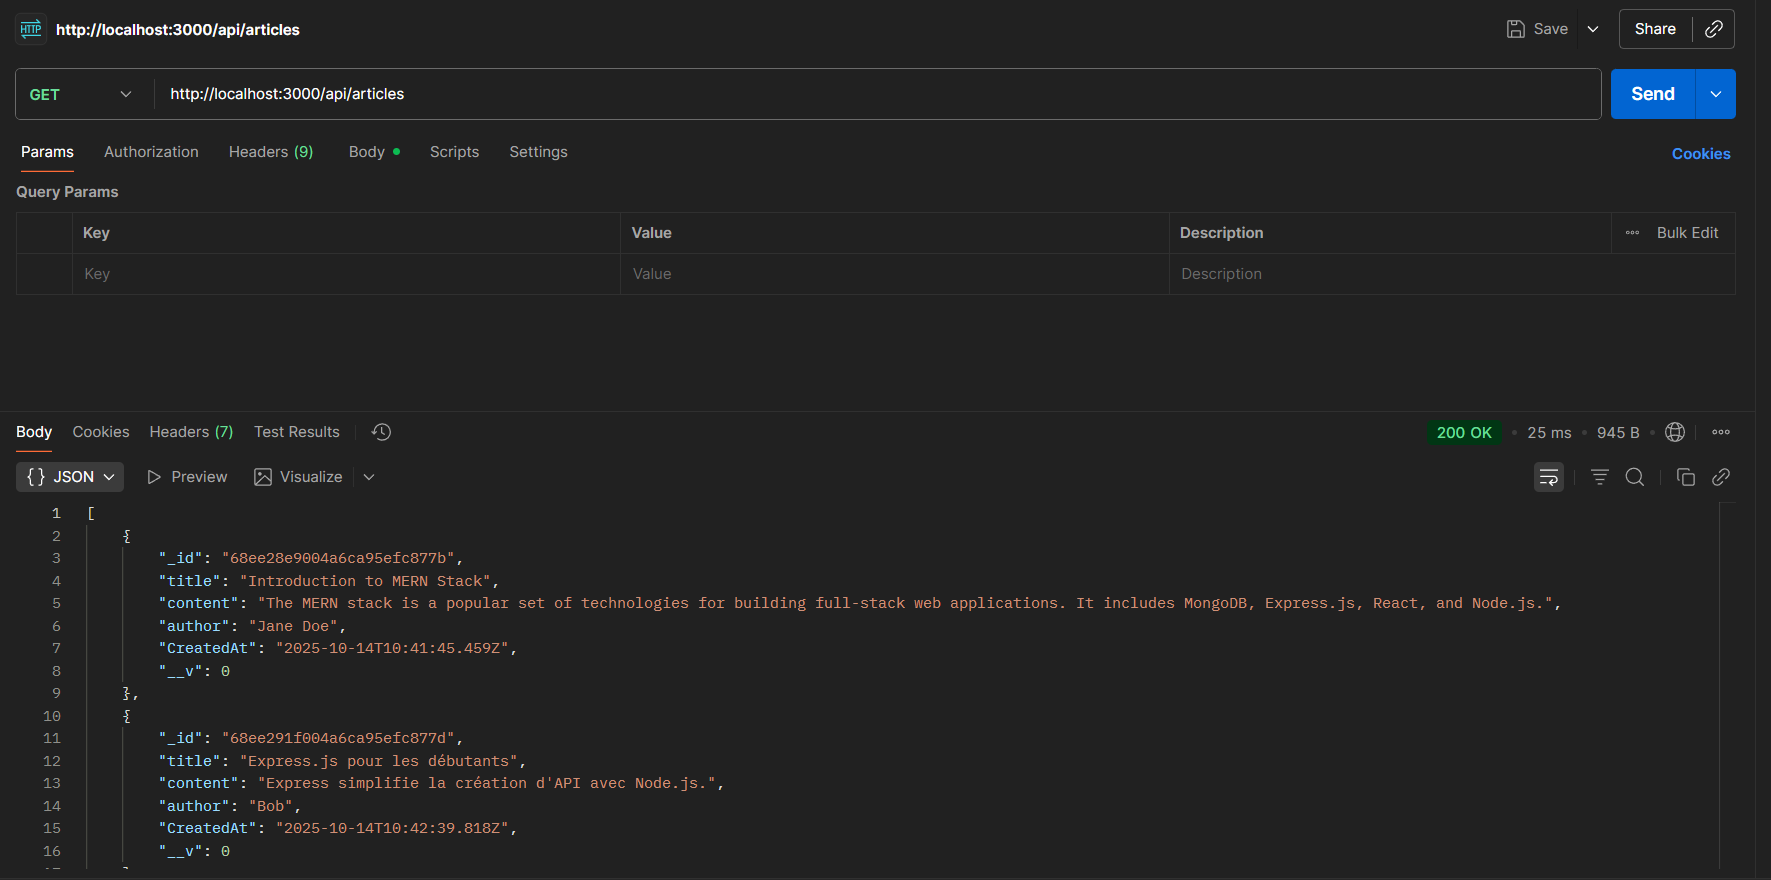 HTTP http://localhost:3000/api/articles Save Share
GET http://localhost:3000/api/articles Send
Params Authorization Headers (9) Body Scripts Settings Cookies
Query Params
Key Value Description Bulk Edit
Key Value Description
Body Cookies Headers (7) Test Results 200 OK 25 ms 945 B
{} JSON Preview Visualize
1 [
2 {
3 "_id": "68ee28e9004a6ca95efc877b",
4 "title": "Introduction to MERN Stack",
5 "content": "The MERN stack is a popular set of technologies for building full-stack web applications. It includes MongoDB, Express.js, React, and Node.js.",
6 "author": "Jane Doe",
7 "CreatedAt": "2025-10-14T10:41:45.459Z",
8 "__v": 0
9 },
10 {
11 "_id": "68ee291f004a6ca95efc877d",
12 "title": "Express.js pour les débutants",
13 "content": "Express simplifie la création d'API avec Node.js.",
14 "author": "Bob",
15 "CreatedAt": "2025-10-14T10:42:39.818Z",
16 "__v": 0